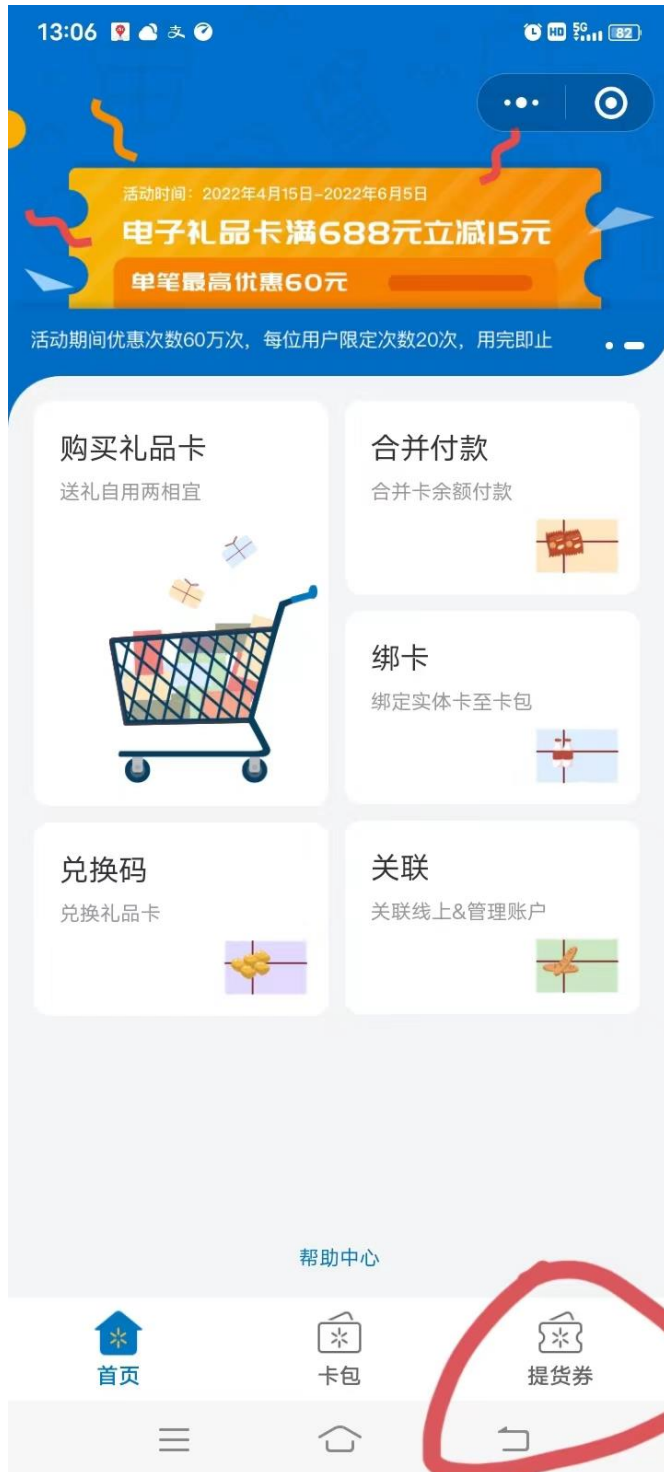 13:06
HD 5G 82
活动时间：2022年4月15日-2022年6月5日
电子礼品卡满688元立减15元
单笔最高优惠60元
活动期间优惠次数60万次，每位用户限定次数20次，用完即止
购买礼品卡
送礼自用两相宜
合并付款
合并卡余额付款
绑卡
绑定实体卡至卡包
兑换码
兑换礼品卡
关联
关联线上&管理账户
帮助中心
首页
卡包
提货券